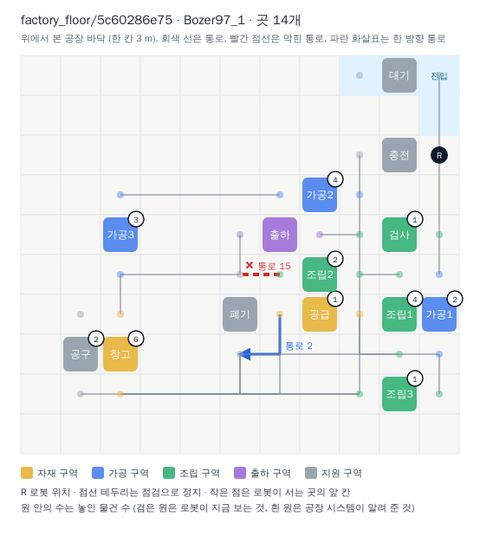 factory_floor/5c60286e75 · Bozer97_1 · 곳 14개
위에서 본 공장 바닥 (한 칸 3 m). 회색 선은 통로, 빨간 점선은 막힌 통로, 파란 화살표는 한 방향 통로
대기
진입
충전
R
가공2
4
가공3
3
출하
검사
1
✕ 통로 15
조립2
2
폐기
공급
1
조립1
4
가공1
2
통로 2
공구
2
창고
6
조립3
1
자재 구역
가공 구역
조립 구역
출하 구역
지원 구역
R 로봇 위치 · 점선 테두리는 점검으로 정지 · 작은 점은 로봇이 서는 곳의 앞 칸
원 안의 수는 놓인 물건 수 (검은 원은 로봇이 지금 보는 것, 흰 원은 공장 시스템이 알려 준 것)